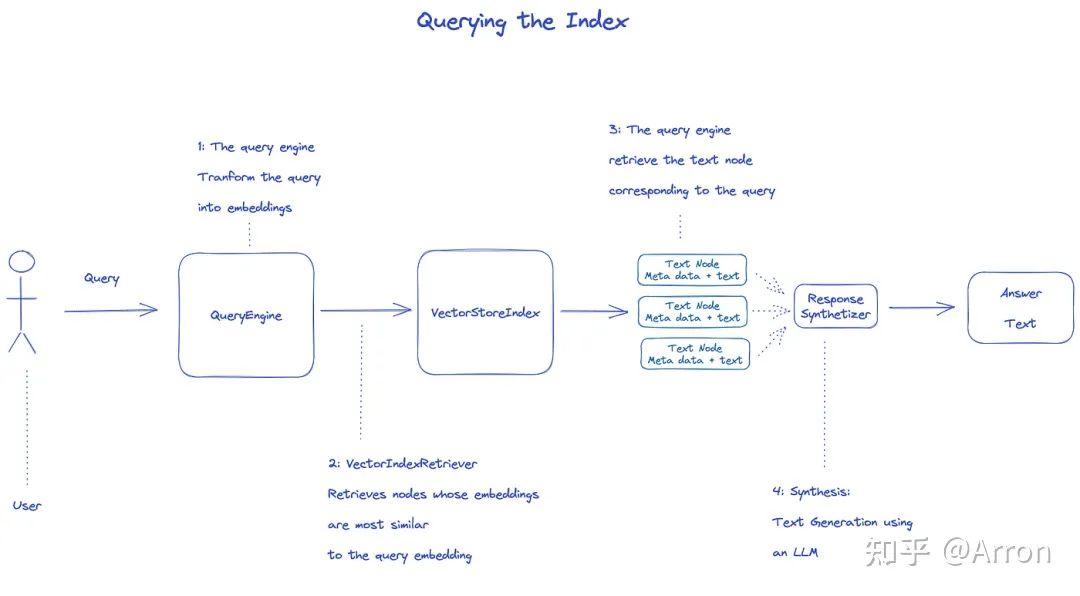 Querying the Index
1: The query engine
Tranform the query
into embeddings
3: The query engine
retrieve the text node
corresponding to the query
Query
QueryEngine
VectorStoreIndex
Text Node
Meta data + text
Text Node
Meta data + text
Text Node
Meta data + text
Response
Synthetizer
Answer
Text
User
2: VectorIndexRetriever
Retrieves nodes whose embeddings
are most similar
to the query embedding
4: Synthesis:
Text Generation using
an LLM
知乎 @Arron